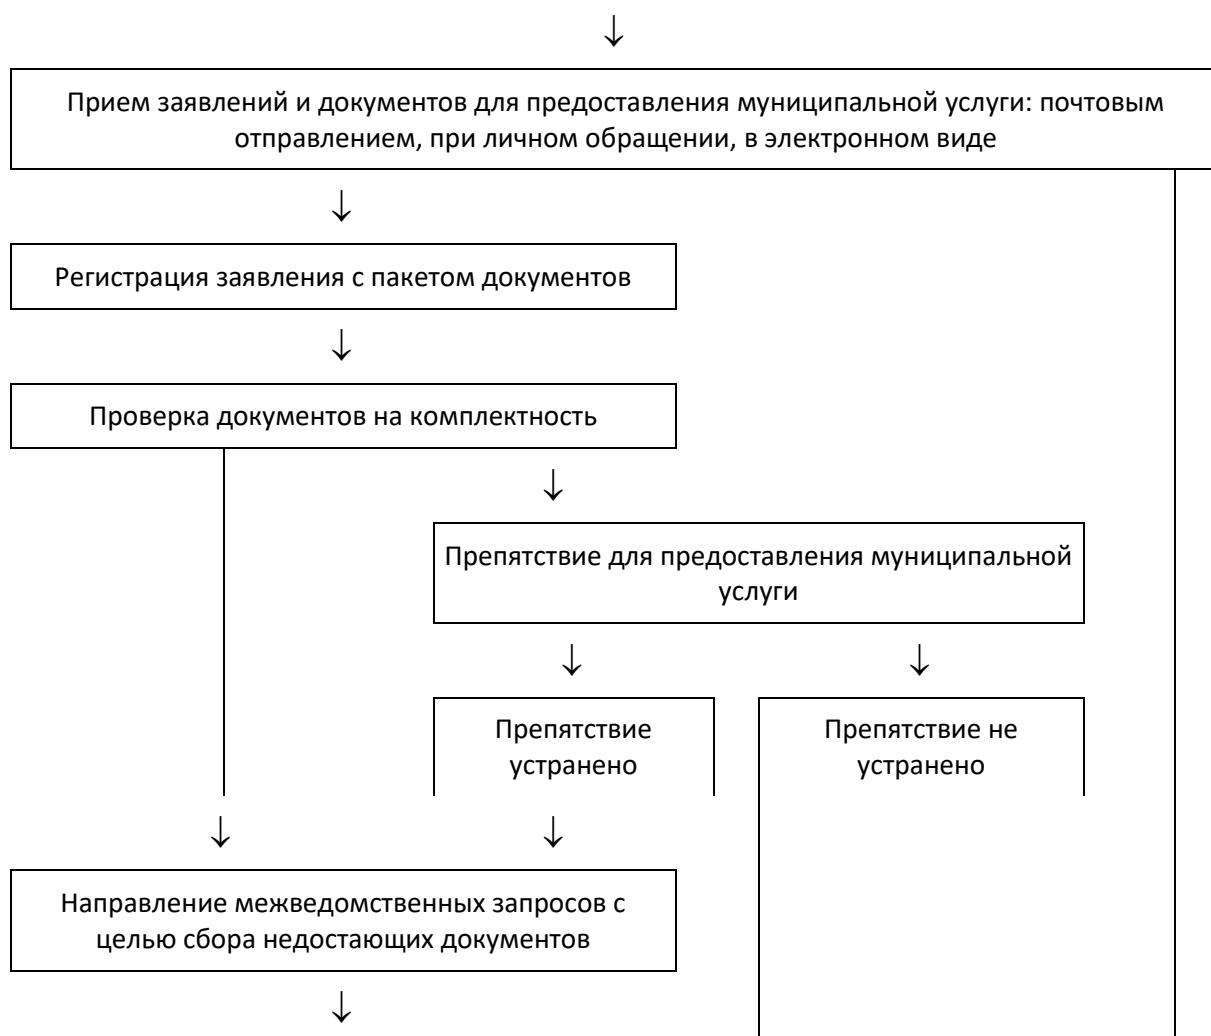 ↓
Прием заявлений и документов для предоставления муниципальной услуги: почтовым
отправлением, при личном обращении, в электронном виде
↓
Регистрация заявления с пакетом документов
↓
Проверка документов на комплектность
↓
Препятствие для предоставления муниципальной
услуги
↓ ↓
Препятствие
устранено
Препятствие не
устранено
↓ ↓
Направление межведомственных запросов с
целью сбора недостающих документов
↓